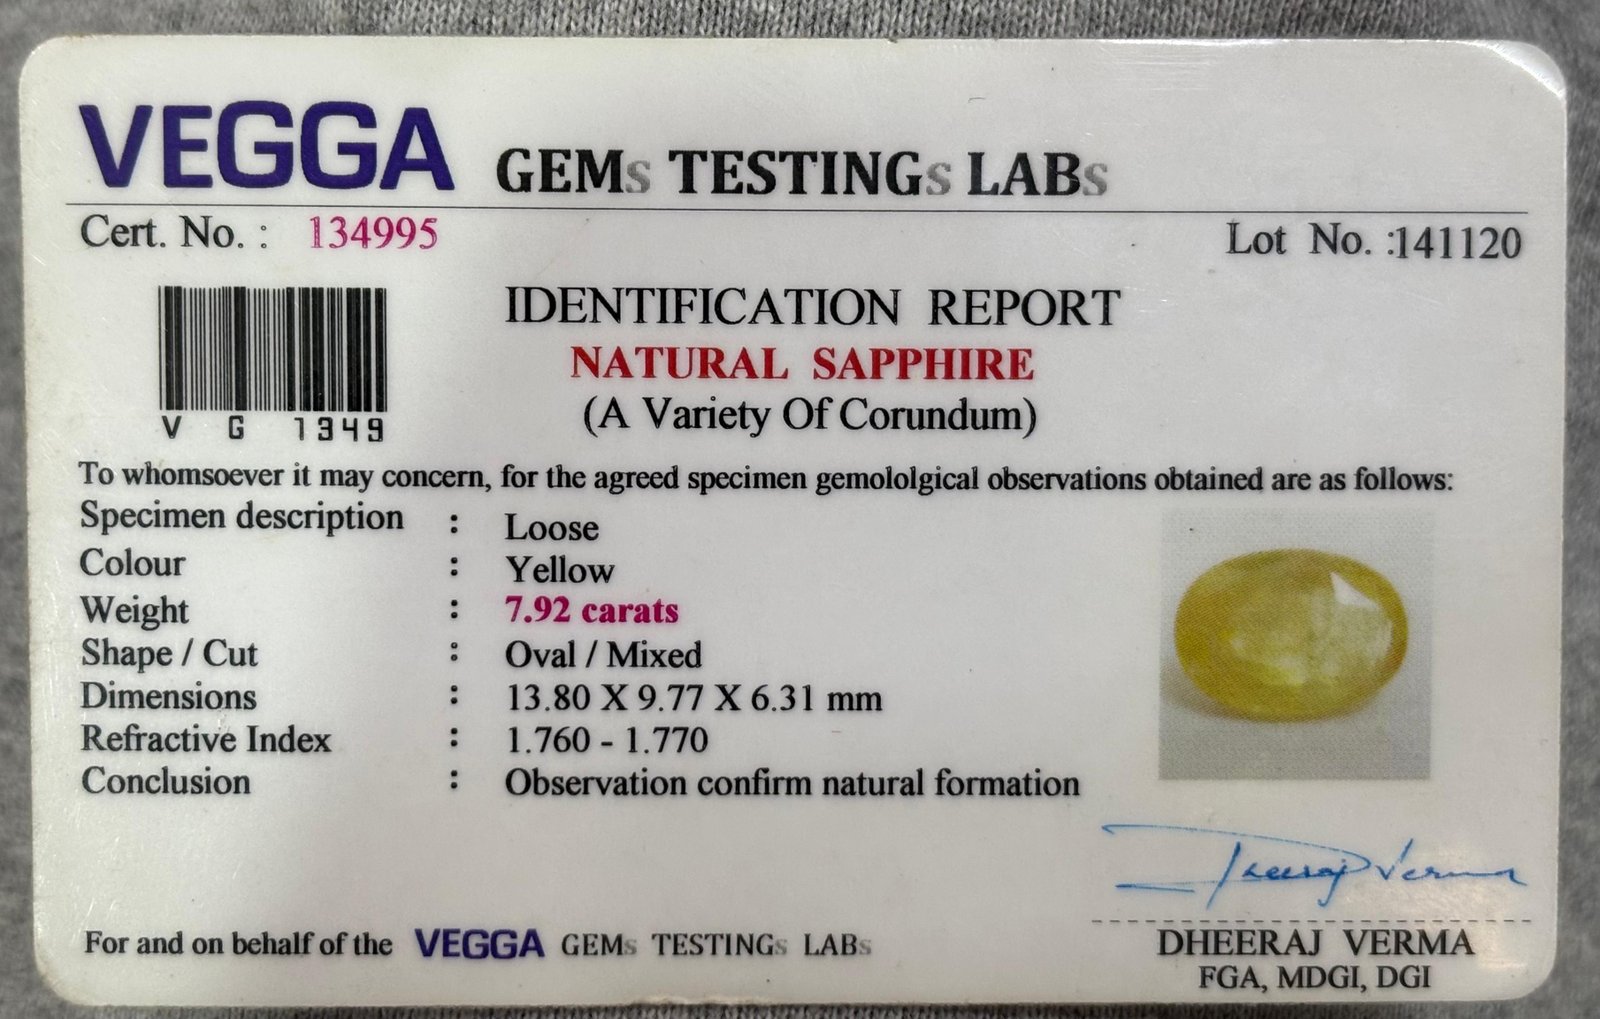 VEGGA GEMs TESTINGs LABs
Cert. No. : 134995
Lot No. :141120
V G 1349
IDENTIFICATION REPORT
NATURAL SAPPHIRE
(A Variety Of Corundum)
To whomsoever it may concern, for the agreed specimen gemololgical observations obtained are as follows:
Specimen description : Loose
Colour : Yellow
Weight : 7.92 carats
Shape / Cut : Oval / Mixed
Dimensions : 13.80 X 9.77 X 6.31 mm
Refractive Index : 1.760 - 1.770
Conclusion : Observation confirm natural formation
Dheeraj Verma
For and on behalf of the VEGGA GEMs TESTINGs LABs
DHEERAJ VERMA
FGA, MDGI, DGI